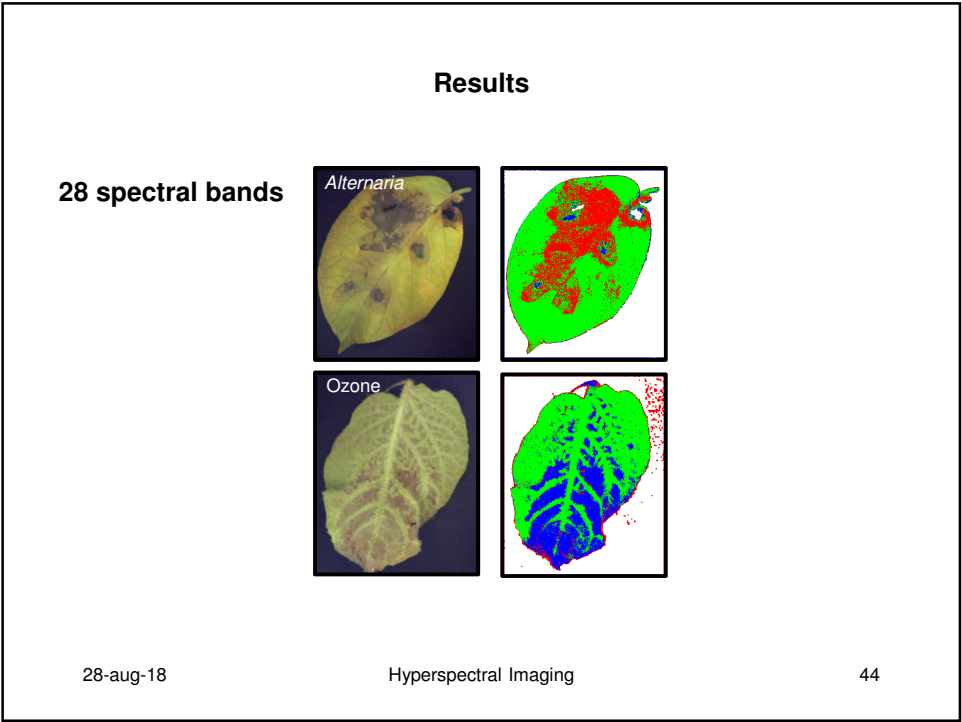 Results
28 spectral bands
Alternaria
Ozone
28-aug-18
Hyperspectral Imaging
44